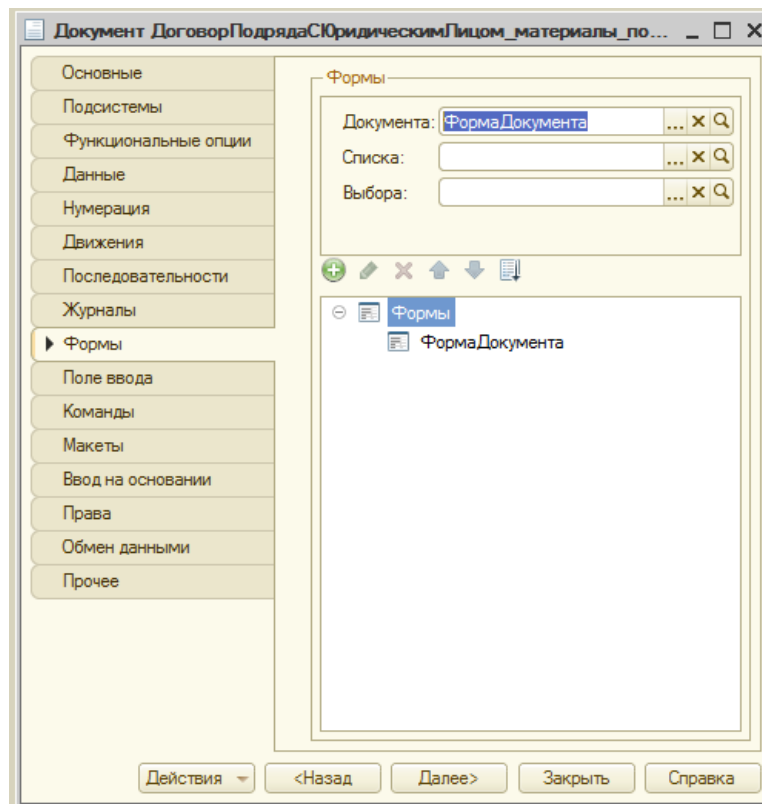 Документ ДоговорПодрядаСЮридическимЛицом_материалы_по...
Основные
Подсистемы
Функциональные опции
Данные
Нумерация
Движения
Последовательности
Журналы
Формы
Поле ввода
Команды
Макеты
Ввод на основании
Права
Обмен данными
Прочее
Формы
Документа: ФормаДокумента ...
Списка: ...
Выбора: ...
Формы
ФормаДокумента
Действия
<Назад
Далее>
Закрыть
Справка